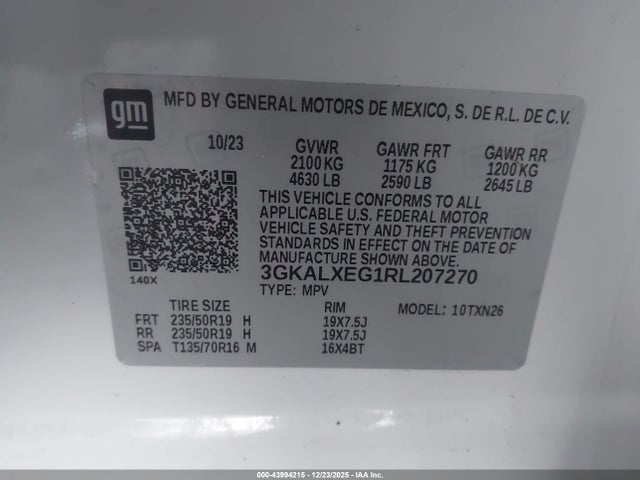 gm
MFD BY GENERAL MOTORS DE MEXICO, S. DE R.L. DE C.V.
10/23 GVWR GAWR FRT GAWR RR
2100 KG 1175 KG 1200 KG
4630 LB 2590 LB 2645 LB
THIS VEHICLE CONFORMS TO ALL
APPLICABLE U.S. FEDERAL MOTOR
VEHICLE SAFETY AND THEFT PREVENTION
STANDARDS IN EFFECT ON THE DATE OF
MANUFACTURE SHOWN ABOVE.
140X 3GKALXEG1RL207270
TYPE: MPV
TIRE SIZE RIM MODEL: 10TXN26
FRT 235/50R19 H 19X7.5J
RR 235/50R19 H 19X7.5J
SPA T135/70R16 M 16X4BT
000-43994215 - 12/23/2025 - IAA Inc.